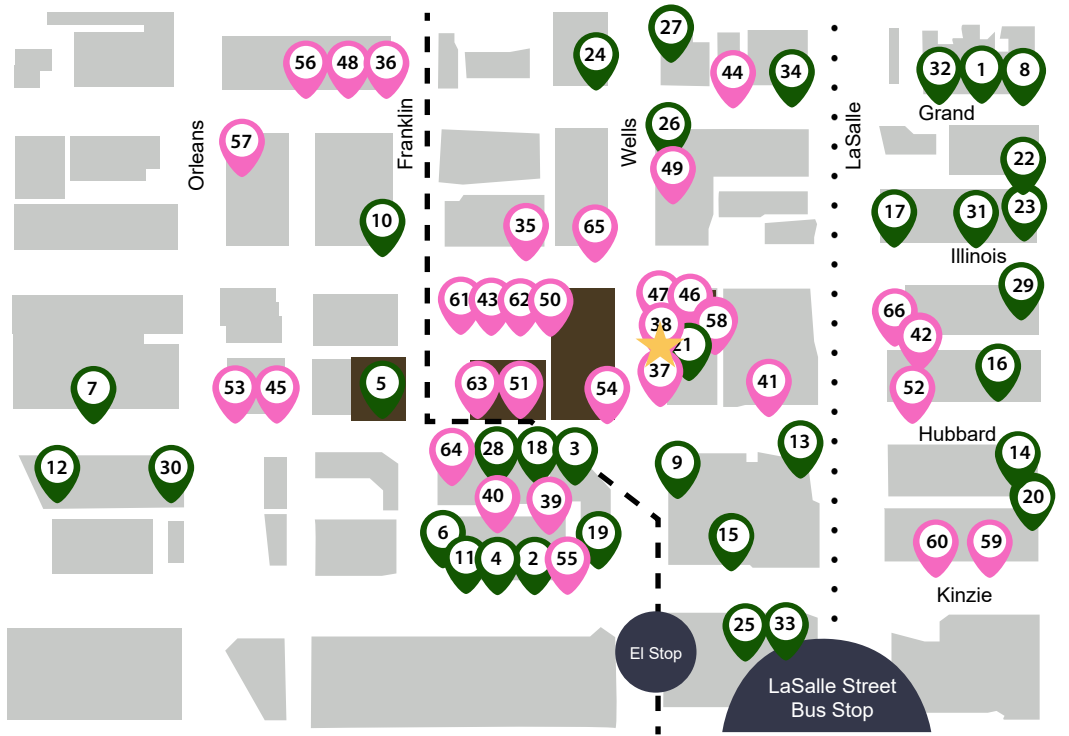 27
24
56 48 36
44 34
32 1 8
Grand
Orleans
Franklin
Wells
LaSalle
57
26
49
22
10
35 65
17 31 23
Illinois
29
61 43 62 50
47 46
38 58
21
37
66
42
16
52
7
53 45
5
63 51
54
41
Hubbard
12 30
64 28 18 3
9
13
14
20
40 39
6
11 4 2 55
19
15
60 59
Kinzie
25 33
El Stop
LaSalle Street
Bus Stop